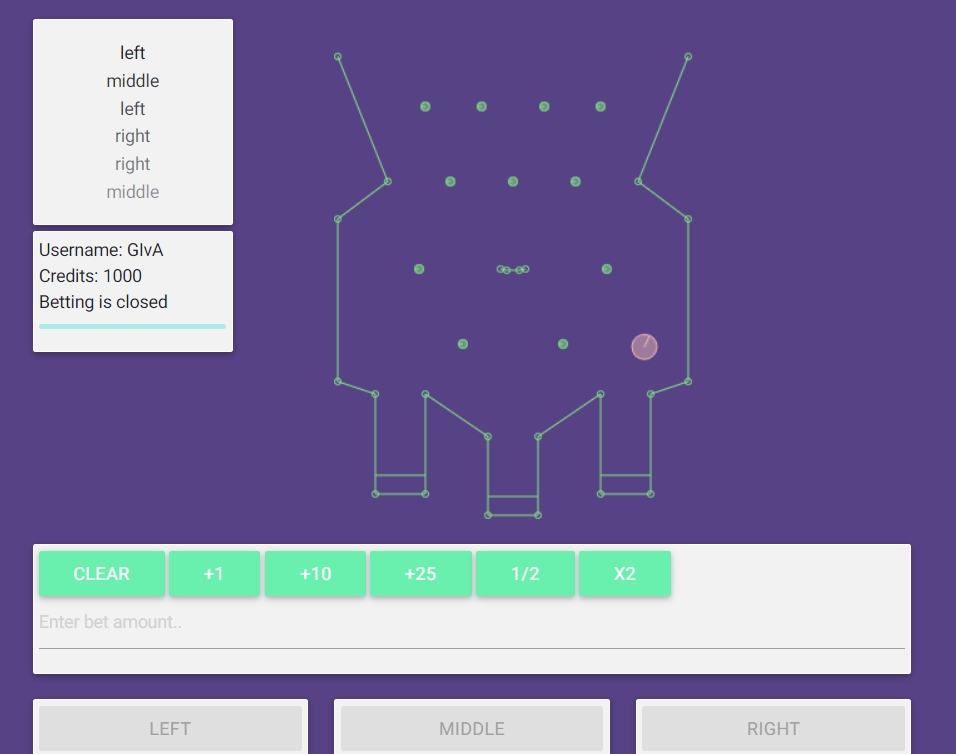 left
middle
left
right
right
middle
Username: GIvA
Credits: 1000
Betting is closed
CLEAR +1 +10 +25 1/2 X2
Enter bet amount..
LEFT MIDDLE RIGHT